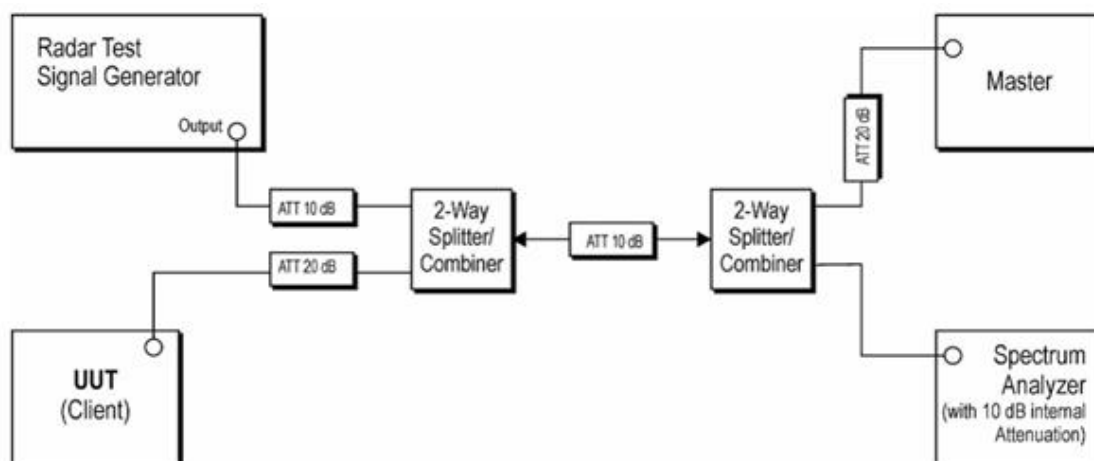 Radar Test
Signal Generator
Output
ATT 10 dB
ATT 20 dB
UUT
(Client)
2-Way
Splitter/
Combiner
ATT 10 dB
2-Way
Splitter/
Combiner
ATT 20 dB
Master
Spectrum
Analyzer
(with 10 dB internal
Attenuation)